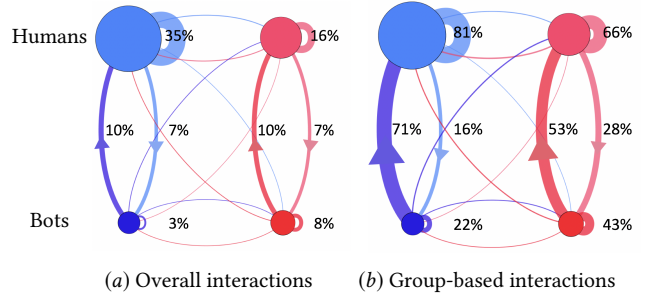 Humans 35% 16% 81% 66%
10% 7% 10% 7% 71% 16% 53% 28%
Bots 3% 8% 22% 43%
(a) Overall interactions (b) Group-based interactions